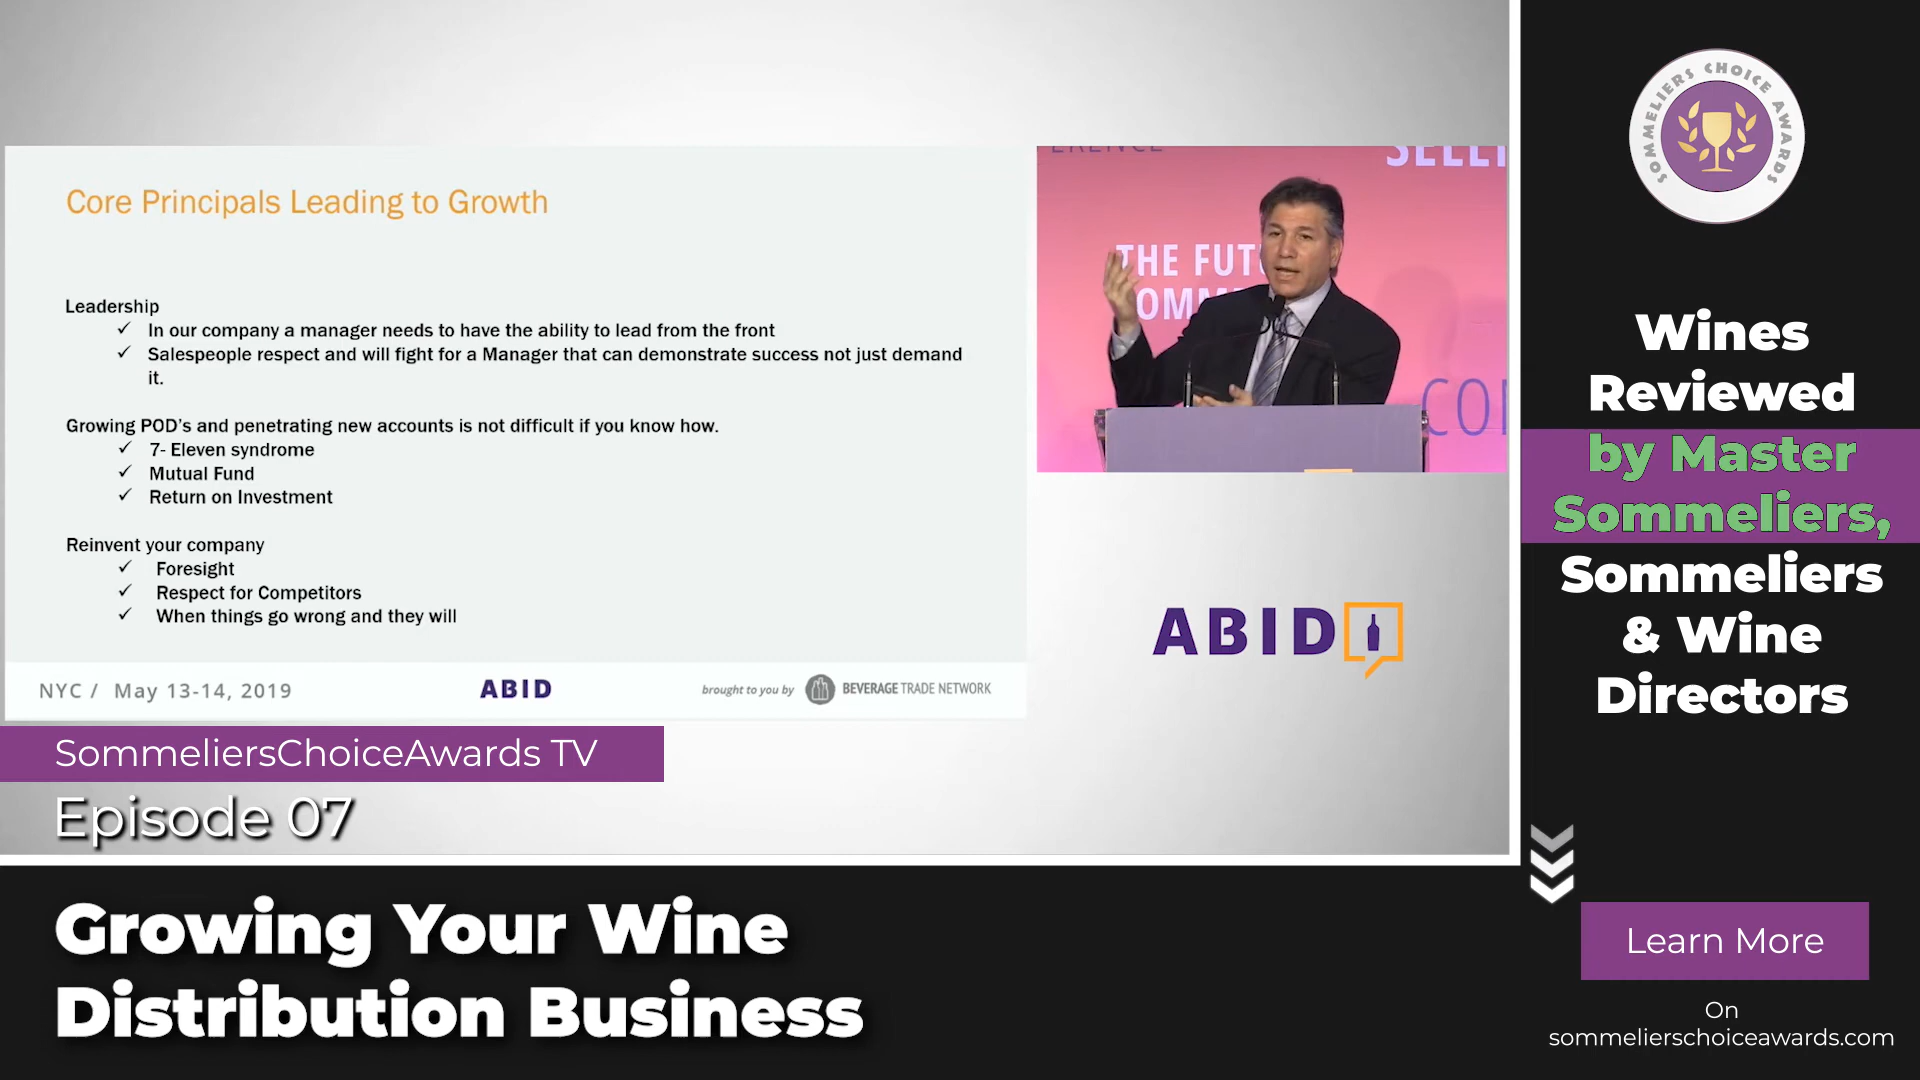 Core Principals Leading to Growth
Leadership
✓ In our company a manager needs to have the ability to lead from the front
✓ Salespeople respect and will fight for a Manager that can demonstrate success not just demand
it.
Growing POD's and penetrating new accounts is not difficult if you know how.
✓ 7- Eleven syndrome
✓ Mutual Fund
✓ Return on Investment
Reinvent your company
✓ Foresight
✓ Respect for Competitors
✓ When things go wrong and they will
NYC / May 13-14, 2019
ABID
brought to you by
BEVERAGE TRADE NETWORK
THE FUT
OMM
CO
ABID
SommeliersChoiceAwards TV
Episode 07
Growing Your Wine
Distribution Business
SOMMELIERS CHOICE AWARDS
Wines
Reviewed
by Master
Sommeliers,
Sommeliers
& Wine
Directors
Learn More
On
sommelierschoiceawards.com